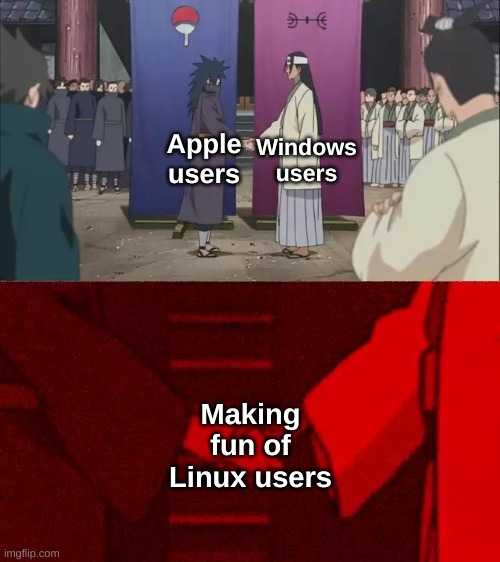 Apple
users
Windows
users
Making
fun of
Linux users
imgflip.com